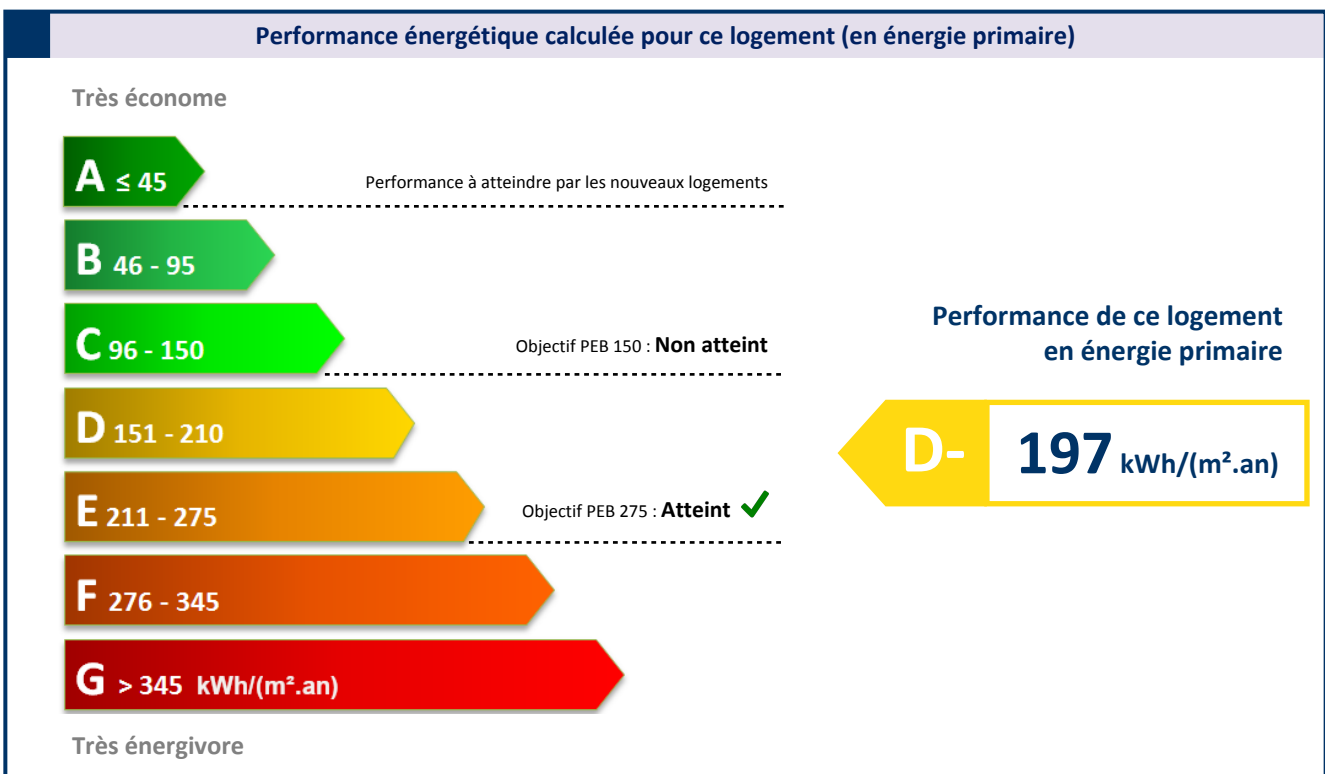 Performance énergétique calculée pour ce logement (en énergie primaire)
Très économe
A ≤ 45
Performance à atteindre par les nouveaux logements
B 46 - 95
C 96 - 150
Objectif PEB 150 : Non atteint
Performance de ce logement
en énergie primaire
D 151 - 210
D- 197 kWh/(m².an)
E 211 - 275
Objectif PEB 275 : Atteint ✓
F 276 - 345
G > 345 kWh/(m².an)
Très énergivore